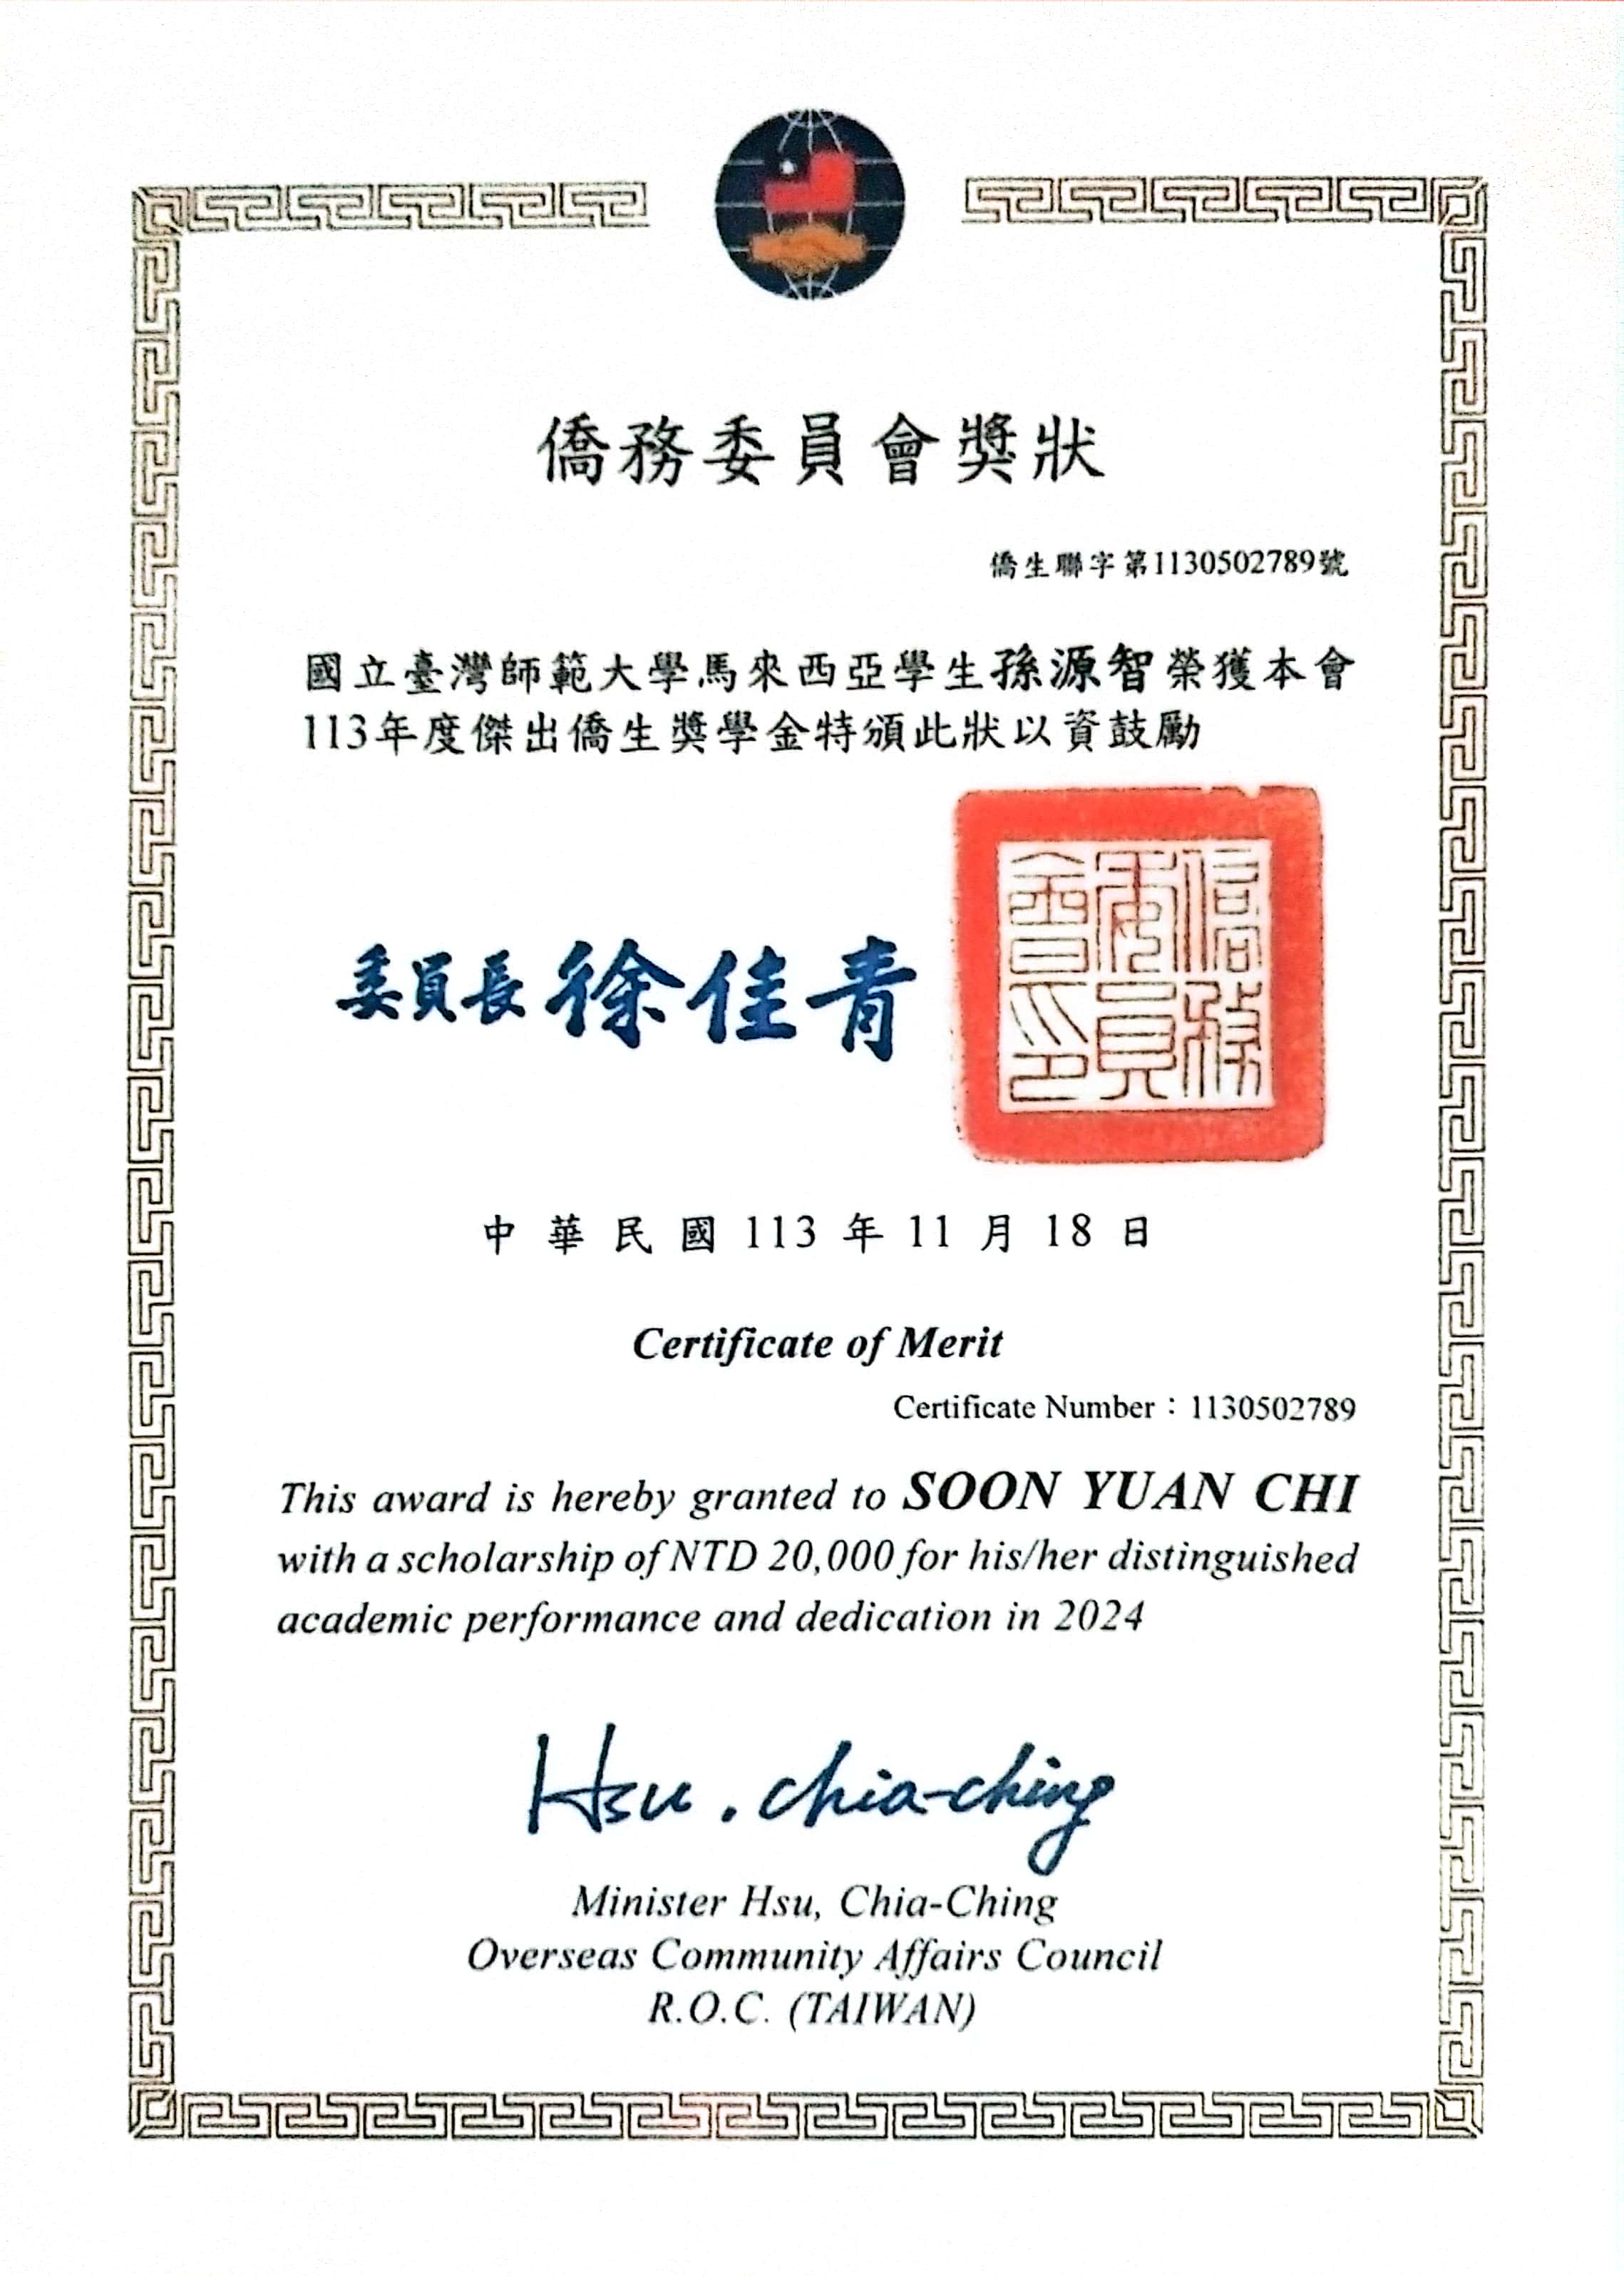 僑務委員會獎狀
僑生聯字第1130502789號
國立臺灣師範大學馬來西亞學生孫源智榮獲本會
113年度傑出僑生獎學金特頒此狀以資鼓勵
委員長 徐佳青
僑務委員會印
中華民國 113 年 11 月 18 日
Certificate of Merit
Certificate Number：1130502789
This award is hereby granted to SOON YUAN CHI
with a scholarship of NTD 20,000 for his/her distinguished
academic performance and dedication in 2024
Hsu. chia-ching
Minister Hsu, Chia-Ching
Overseas Community Affairs Council
R.O.C. (TAIWAN)